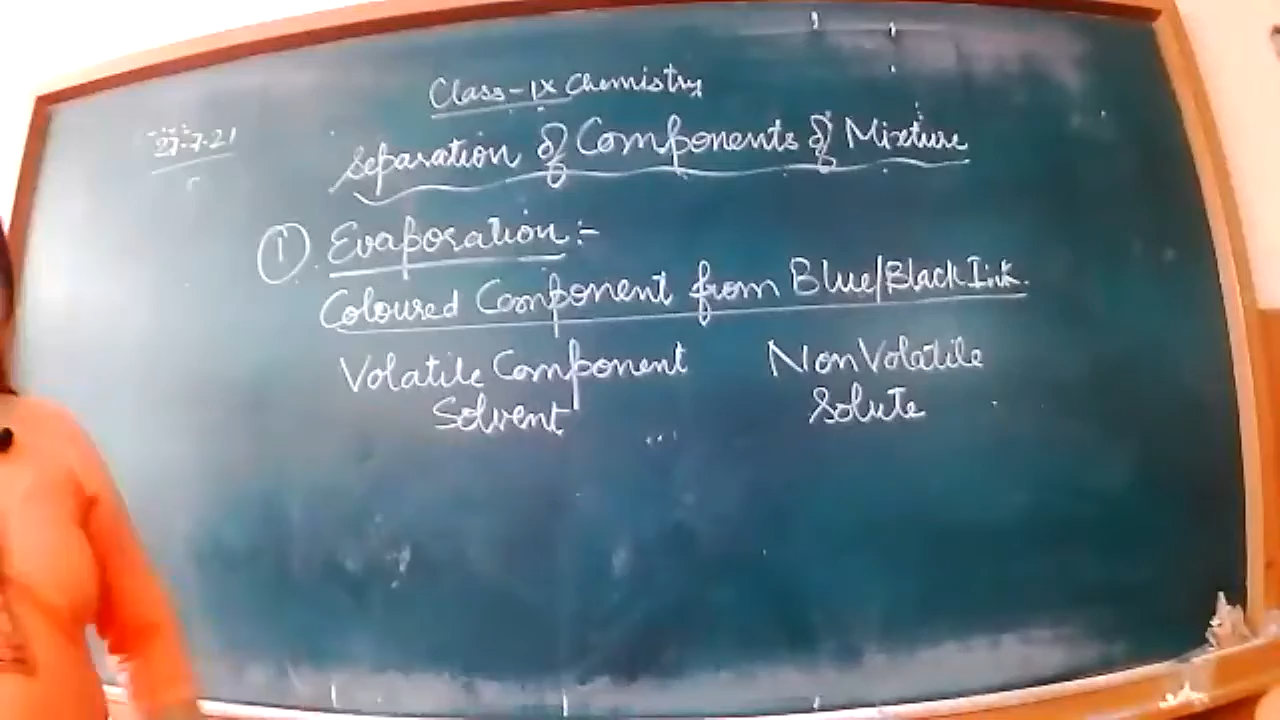 Class-IX Chemistry
27-7-21
Separation of Components of Mixture
① Evaporation :-
Coloured Component from Blue/Black Ink.
Volatile Component Non Volatile
Solvent Solute